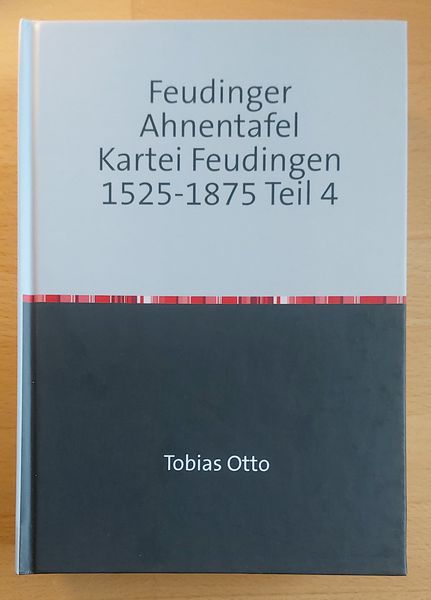 Feudinger
Ahnentafel
Kartei Feudingen
1525-1875 Teil 4
Tobias Otto